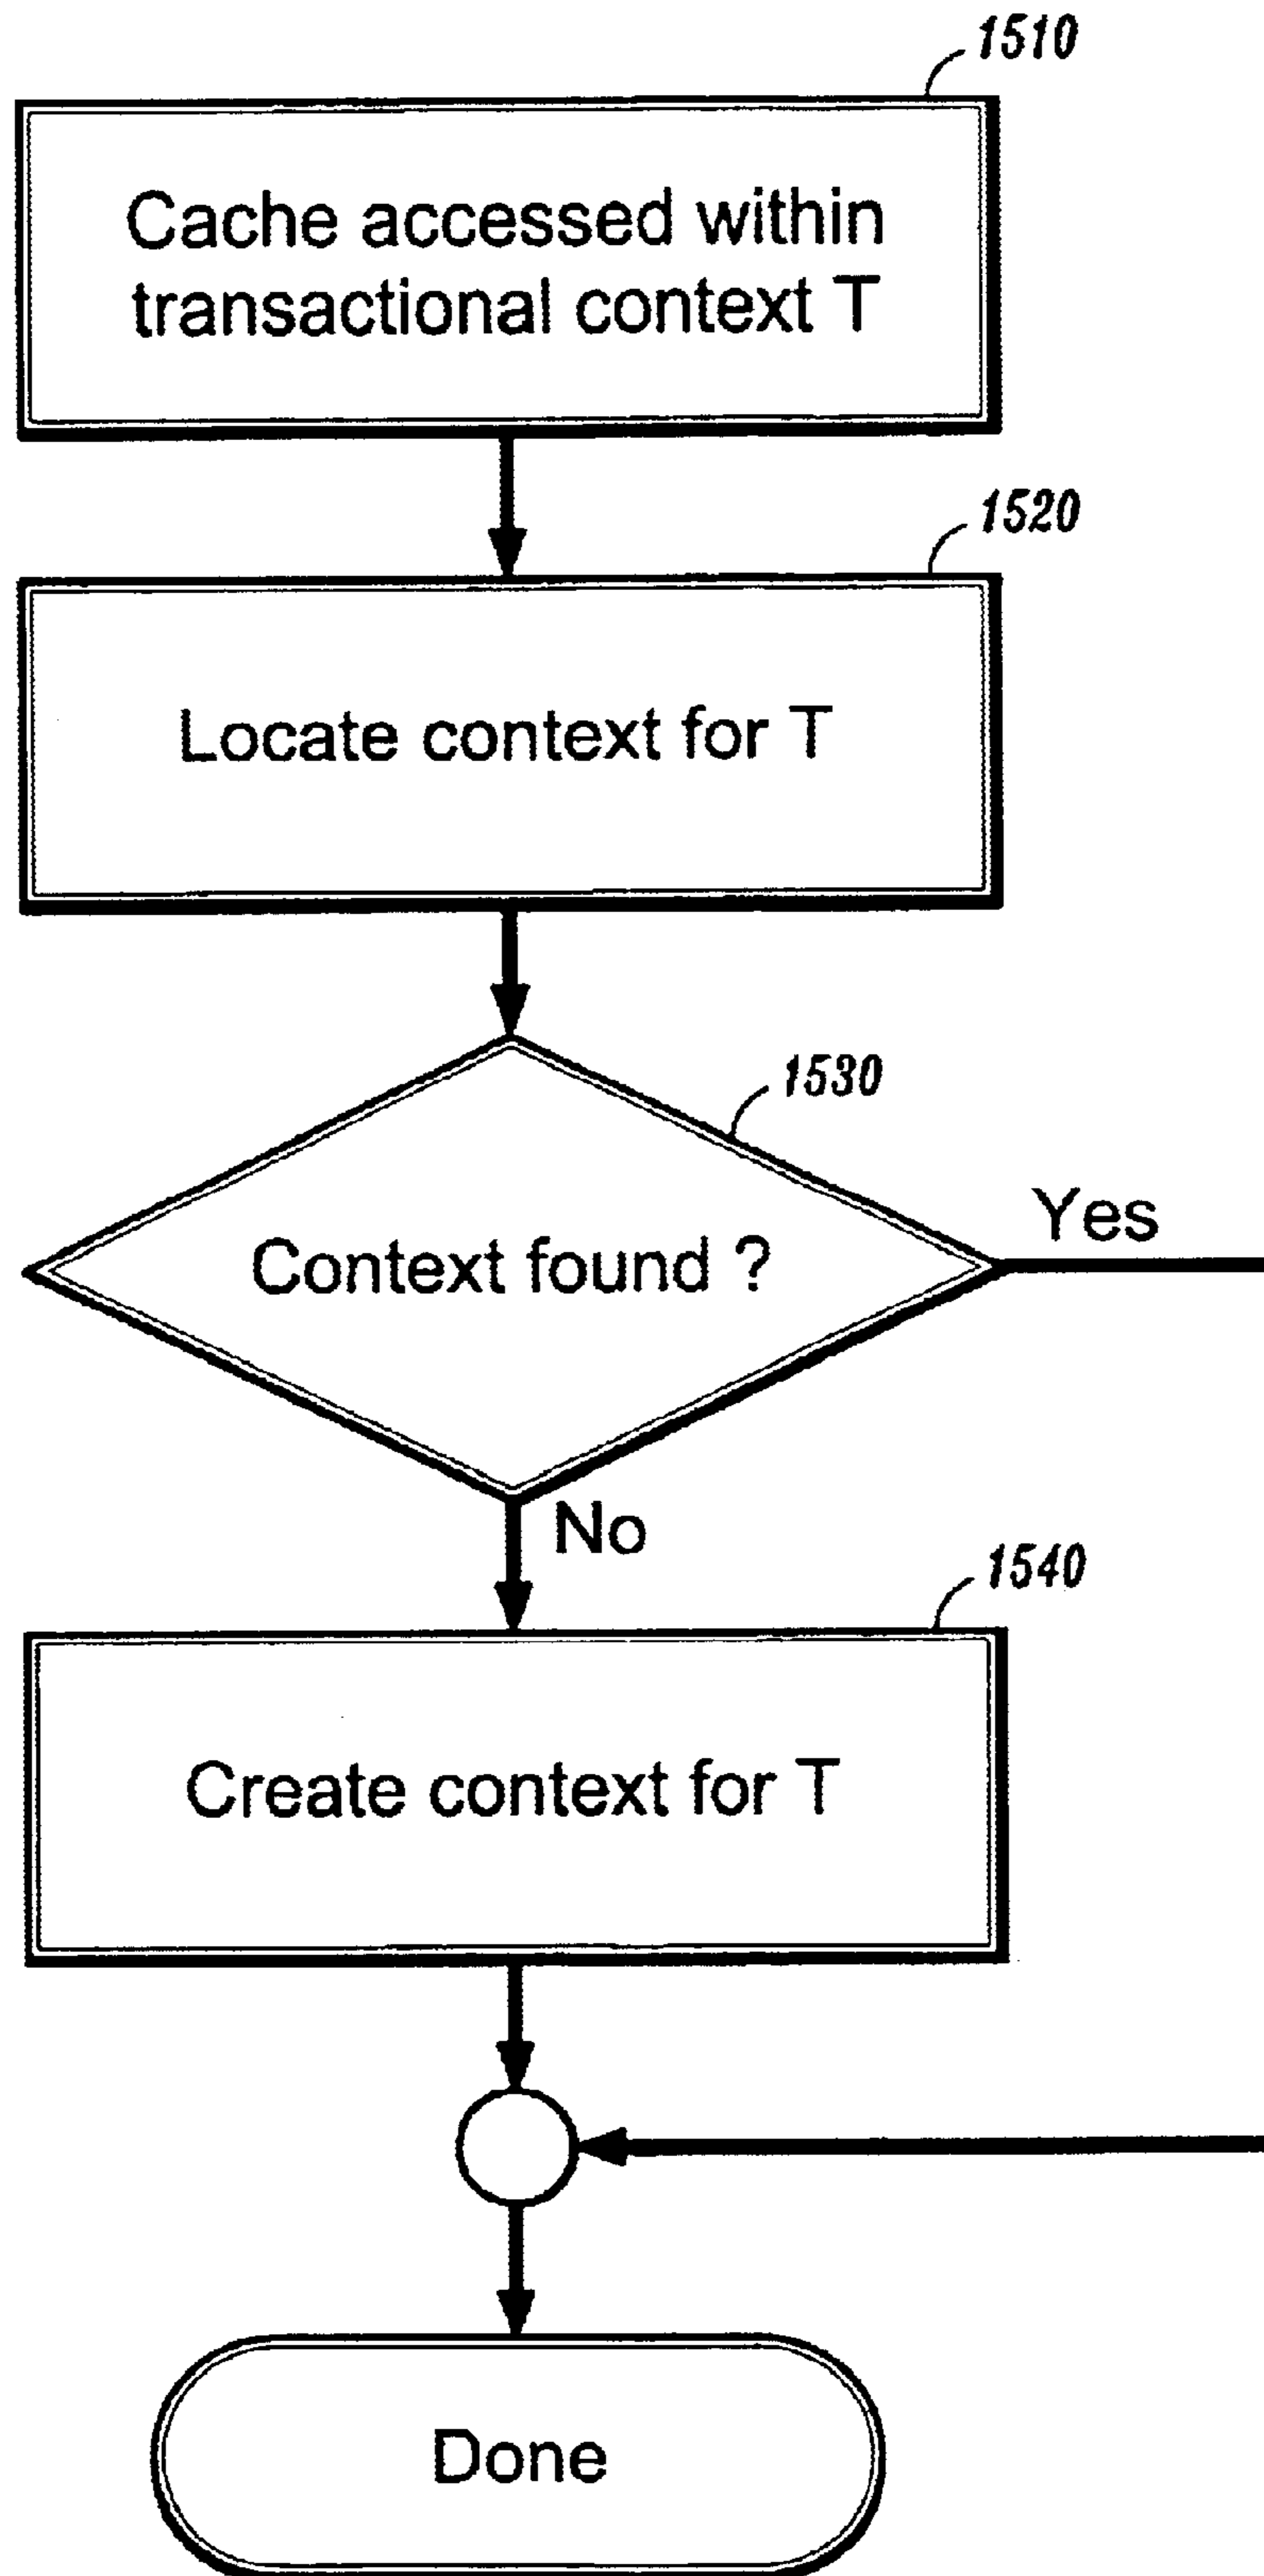 1510
Cache accessed within
transactional context T
1520
Locate context for T
1530
Yes
Context found ?
No
1540
Create context for T
Done